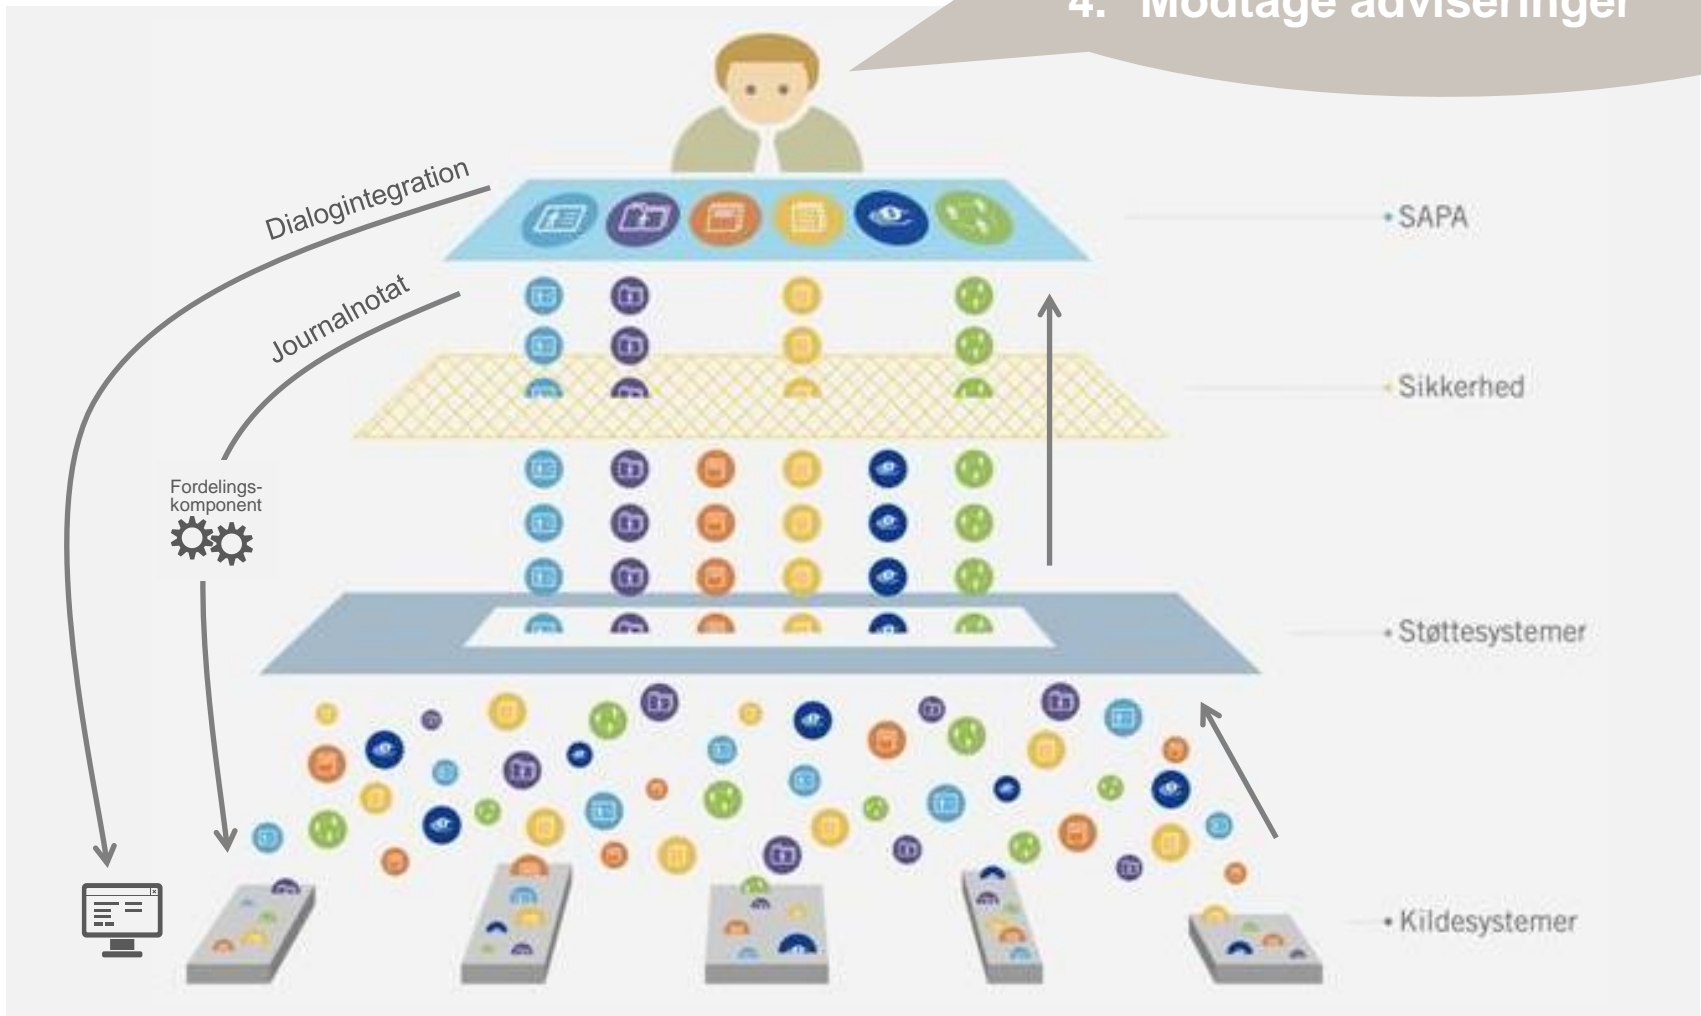 4. Modtage adviseringer
Dialogintegration
SAPA
Journalnotat
Sikkerhed
Fordelings-
komponent
Støttesystemer
Kildesystemer